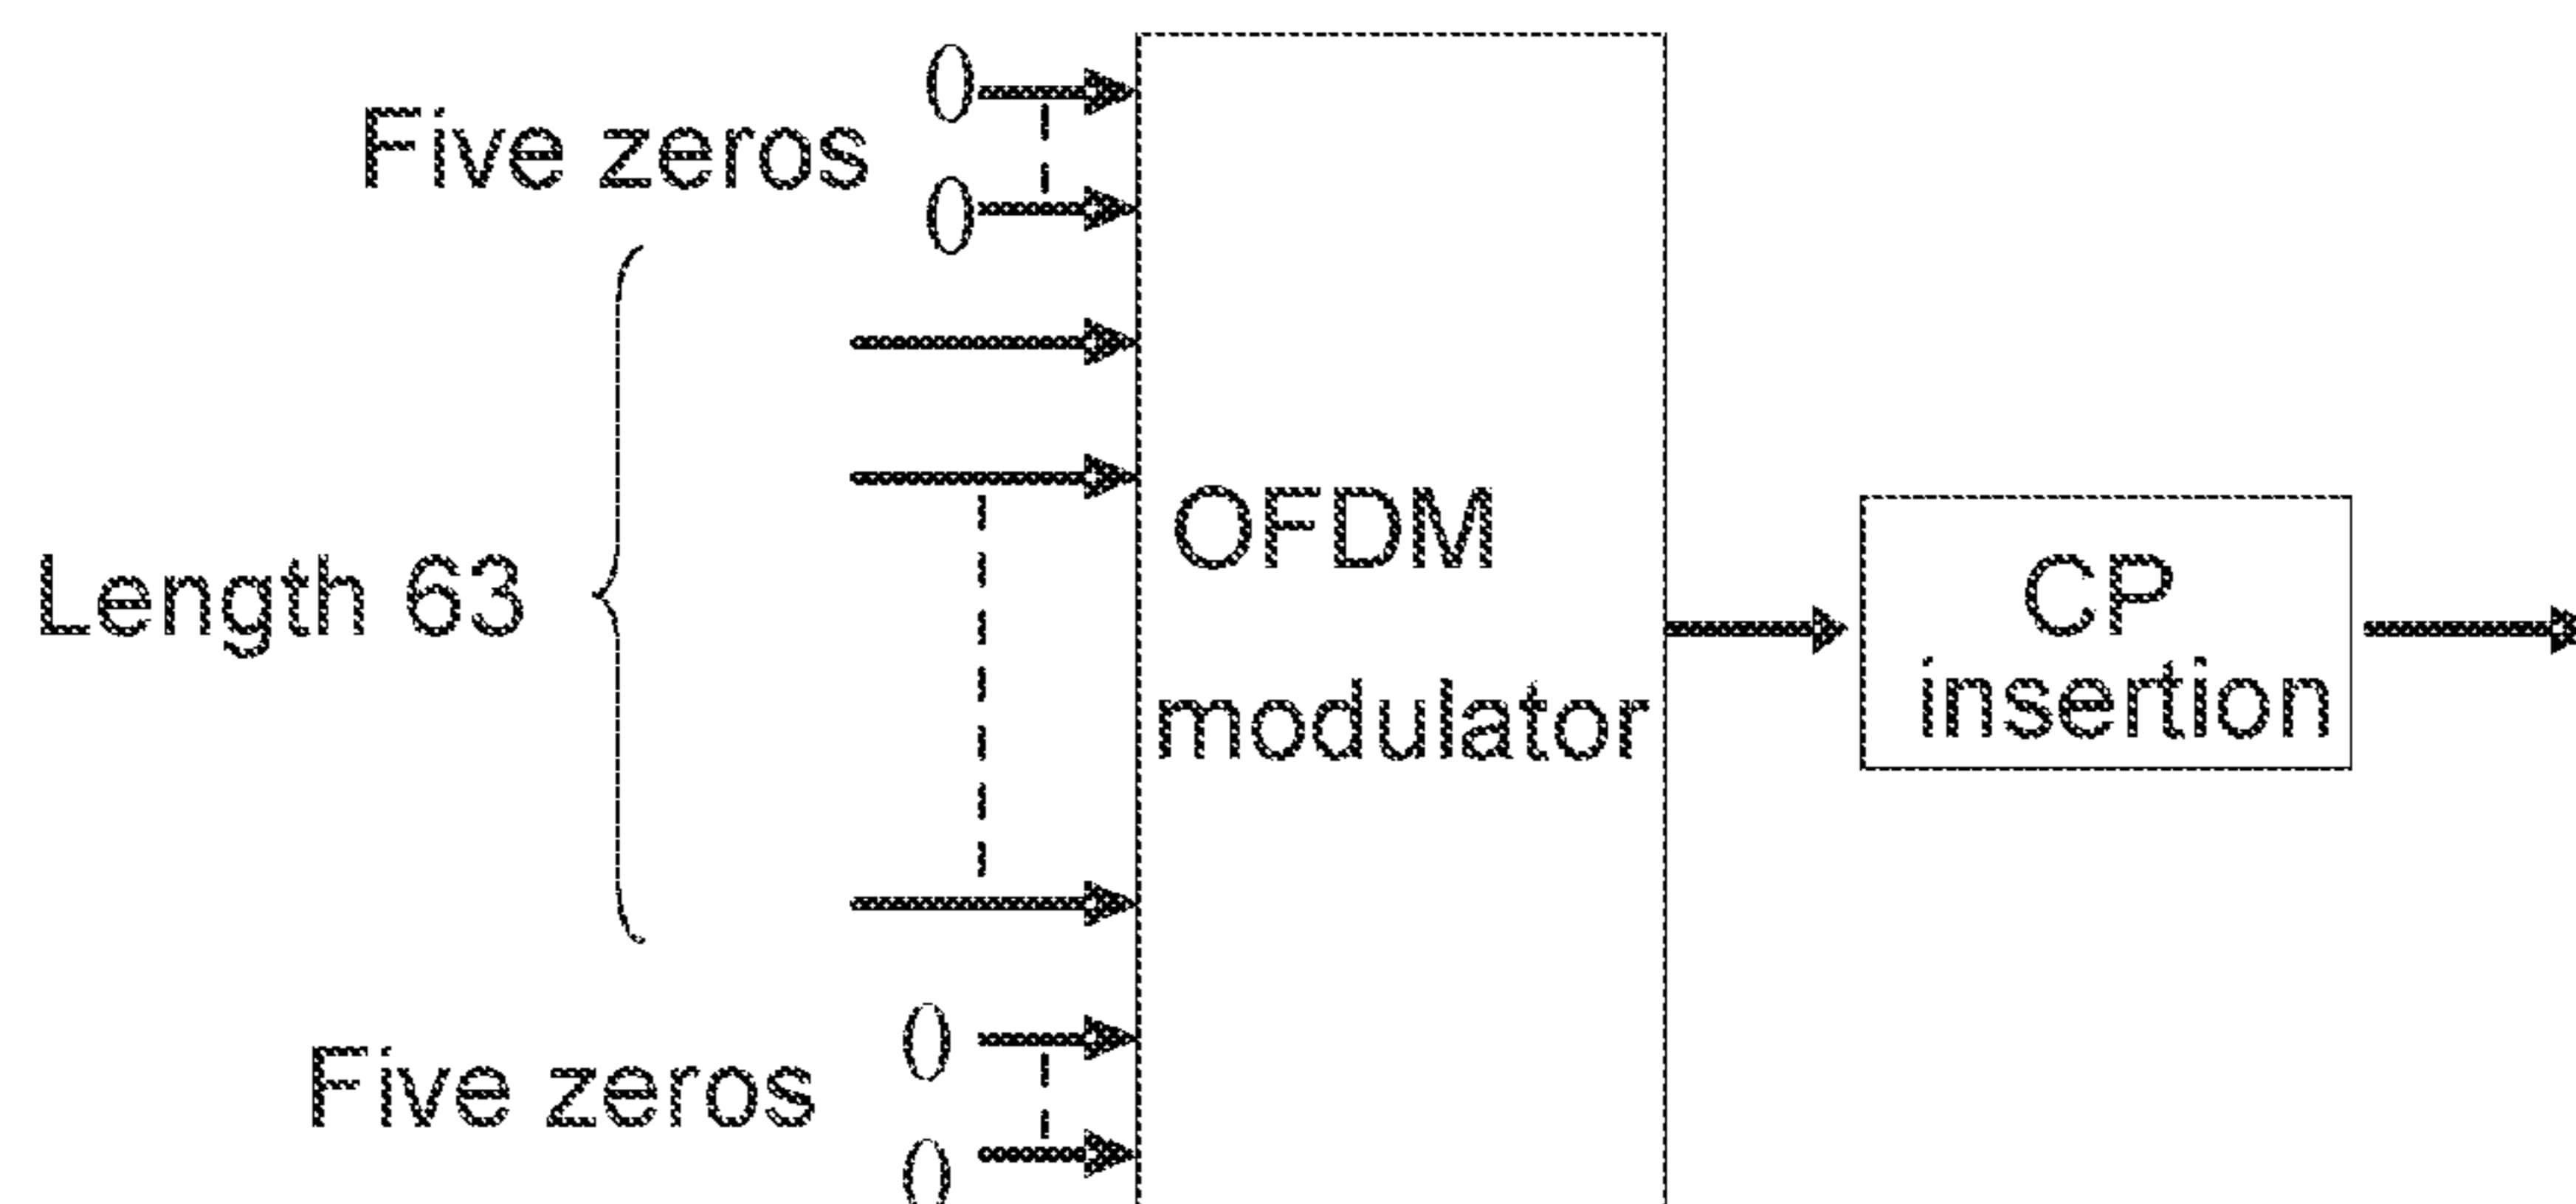 0
Five zeros
0
OFDM
Length 63
CP
insertion
modulator
0
Five zeros
0